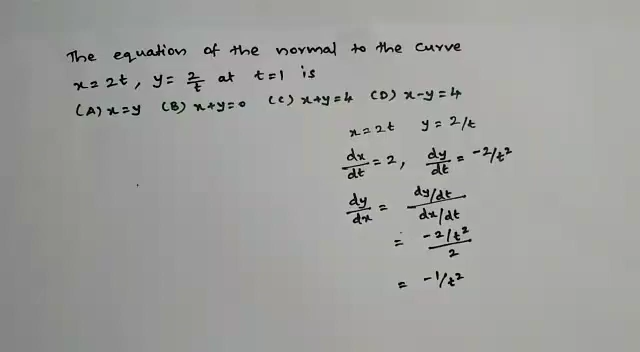 The equation of the normal to the curve
x = 2t, y = 2/t at t=1 is
(A) x=y (B) x+y=0 (C) x+y=4 (D) x-y=4
x=2t y=2/t
dx/dt = 2, dy/dt = -2/t²
dy/dx = dy/dt / dx/dt
= -2/t² / 2
= -1/t²